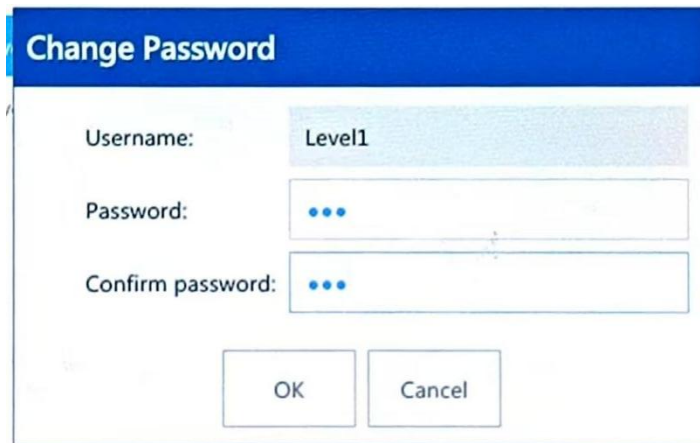 Change Password
Username: Level1
Password: •••
Confirm password: •••
OK Cancel